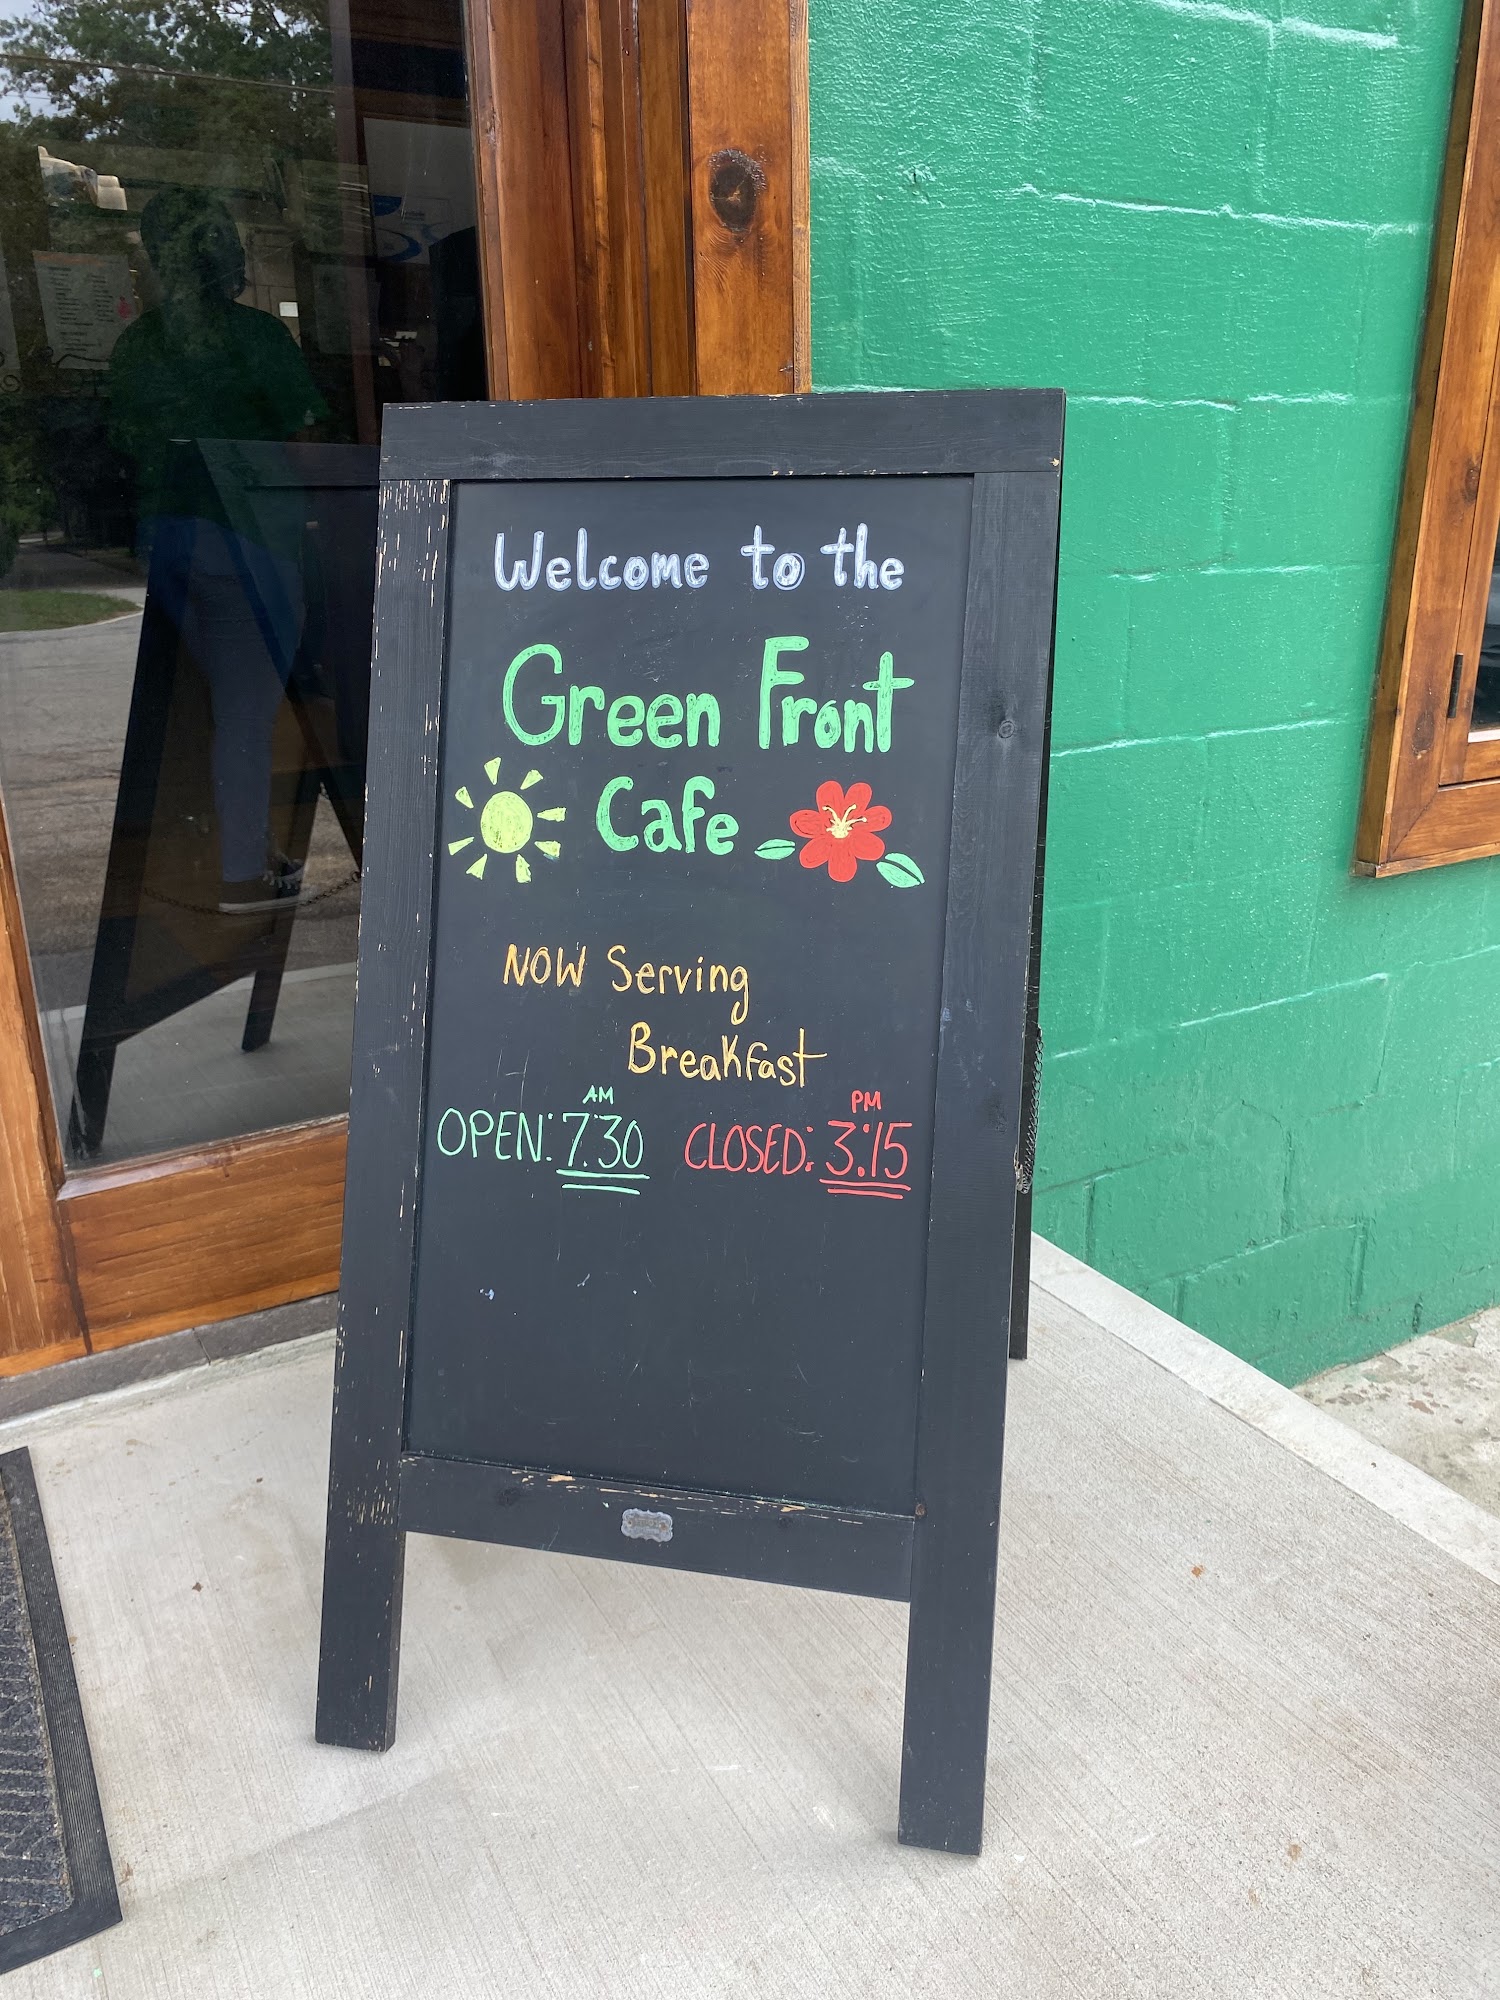 Welcome to the
Green Front
Cafe
NOW Serving
Breakfast
AM PM
OPEN: 7:30 CLOSED: 3:15